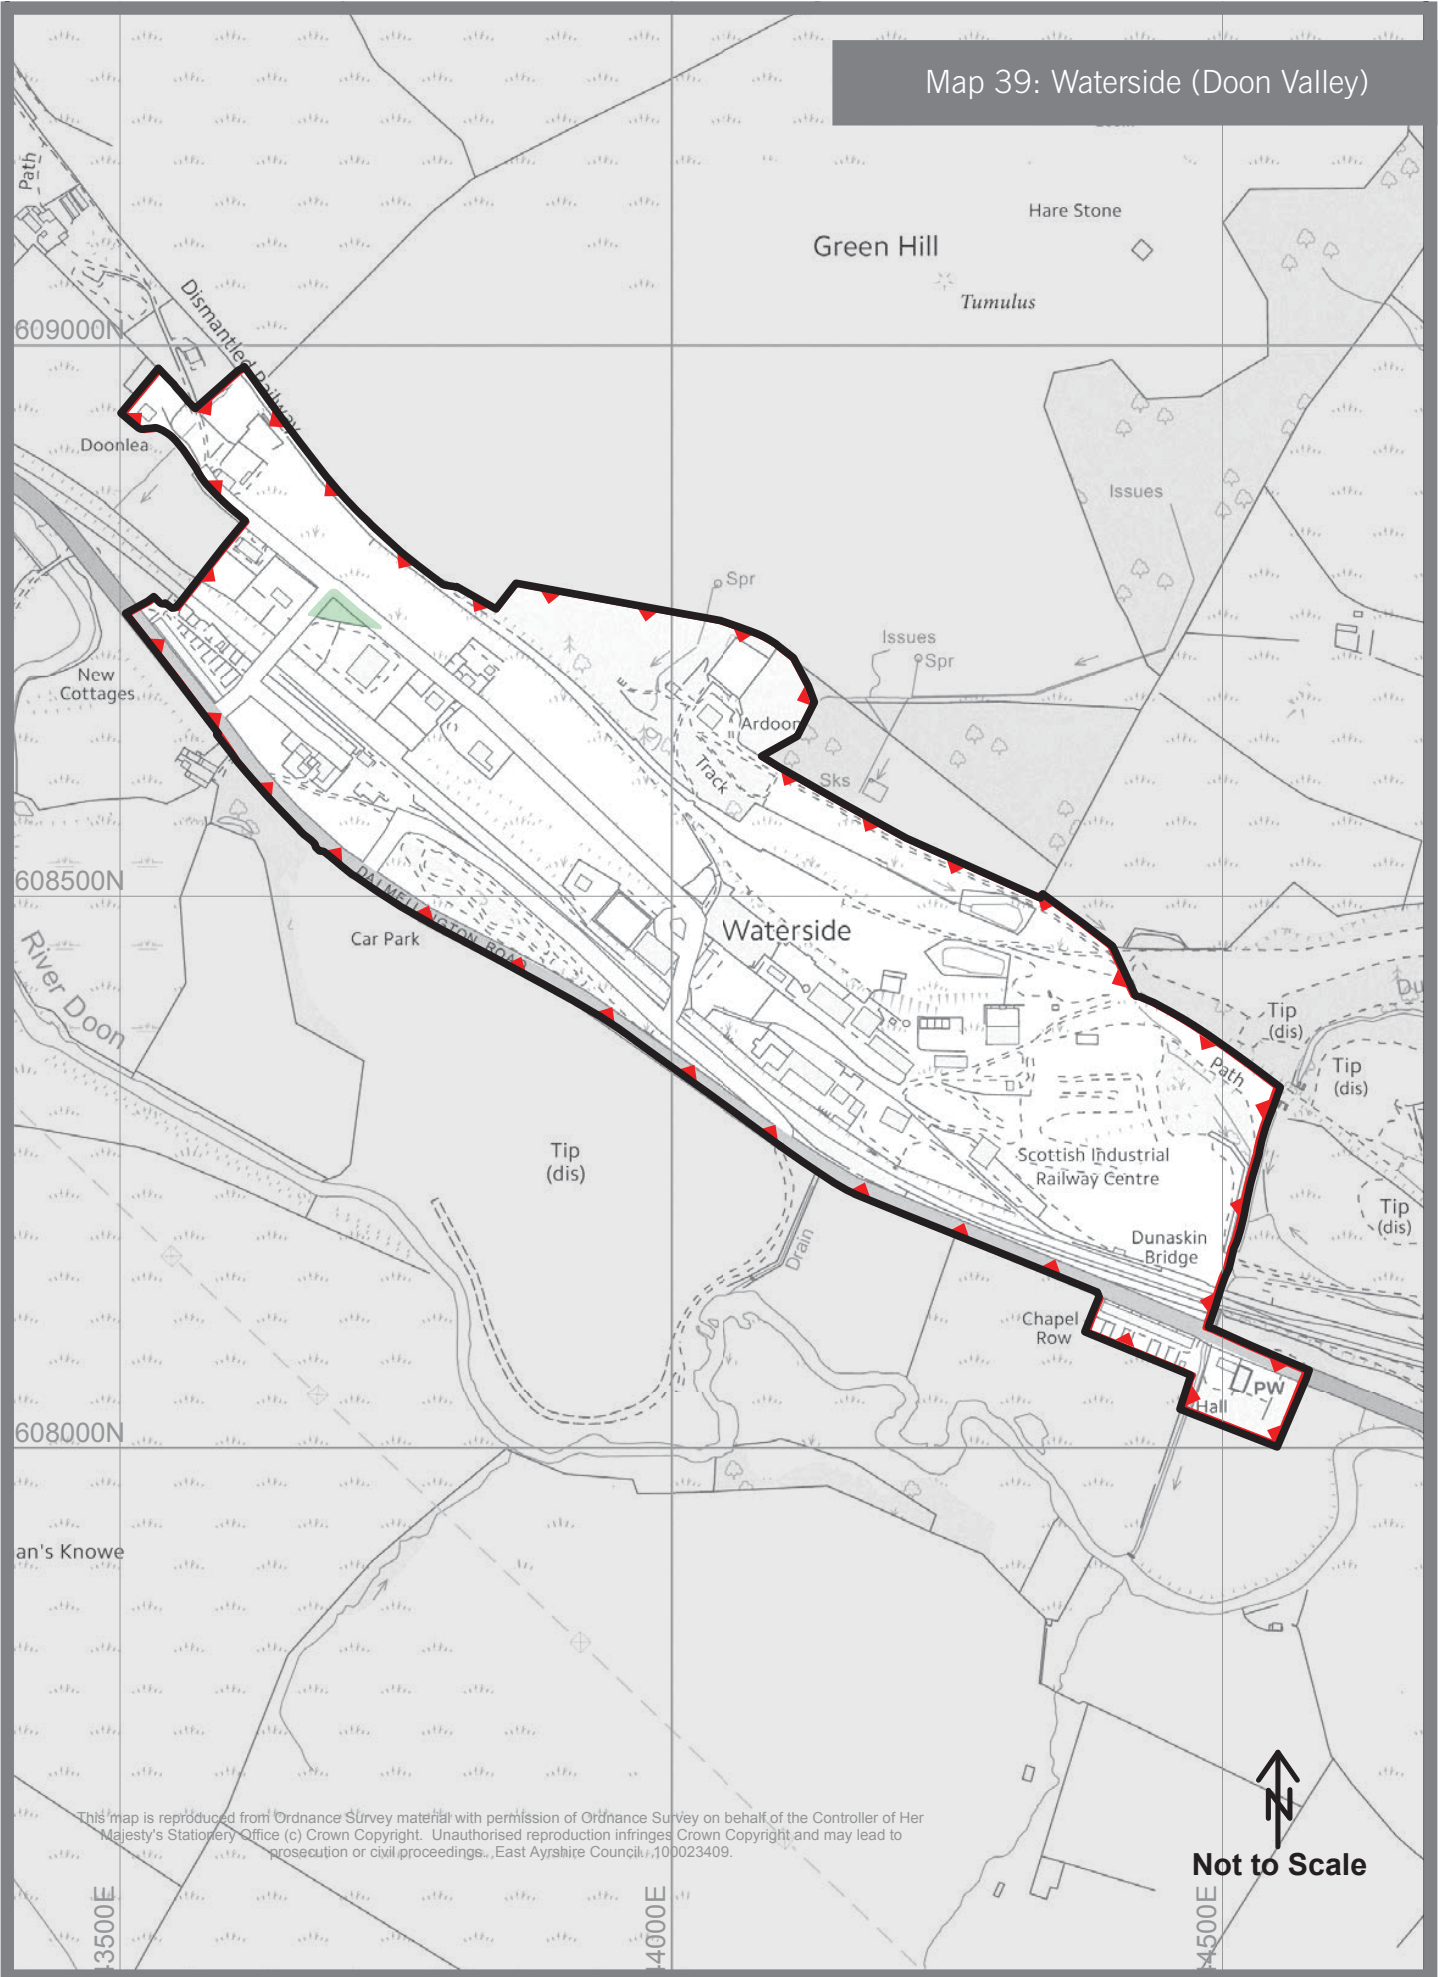 Map 39: Waterside (Doon Valley)
Path
Hare Stone
Green Hill
Tumulus
Dismantled Railway
609000N
Doonlea
Issues
Spr
Issues
Spr
New
Cottages
Ardoon
Track
Sks
608500N
DALMELLINGTON ROAD
Car Park
Waterside
River Doon
Tip
(dis)
Du
Path
Tip
(dis)
Tip
(dis)
Scottish Industrial
Railway Centre
Tip
(dis)
Drain
Dunaskin
Bridge
Chapel
Row
PW
Hall
608000N
an's Knowe
This map is reproduced from Ordnance Survey material with permission of Ordnance Survey on behalf of the Controller of Her
Majesty's Stationery Office (c) Crown Copyright. Unauthorised reproduction infringes Crown Copyright and may lead to
prosecution or civil proceedings. East Ayrshire Council. 100023409.
N
Not to Scale
3500E
4000E
4500E